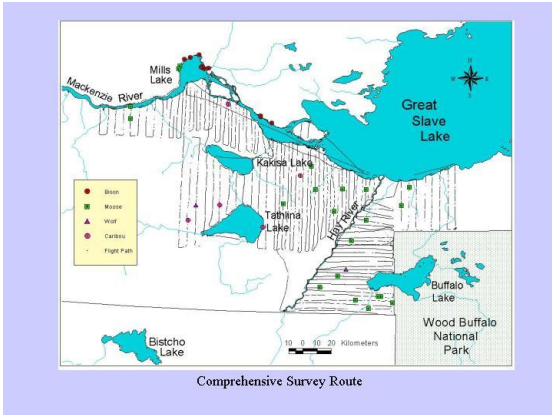 Mills
Lake
Mackenzie River
Great
Slave
Lake
Kakisa Lake
Tathlina
Lake
Hay River
Bison
Moose
Wolf
Caribou
Flight Path
Buffalo
Lake
Wood Buffalo
National
Park
Bistcho
Lake
10 0 10 20 Kilometers
Comprehensive Survey Route